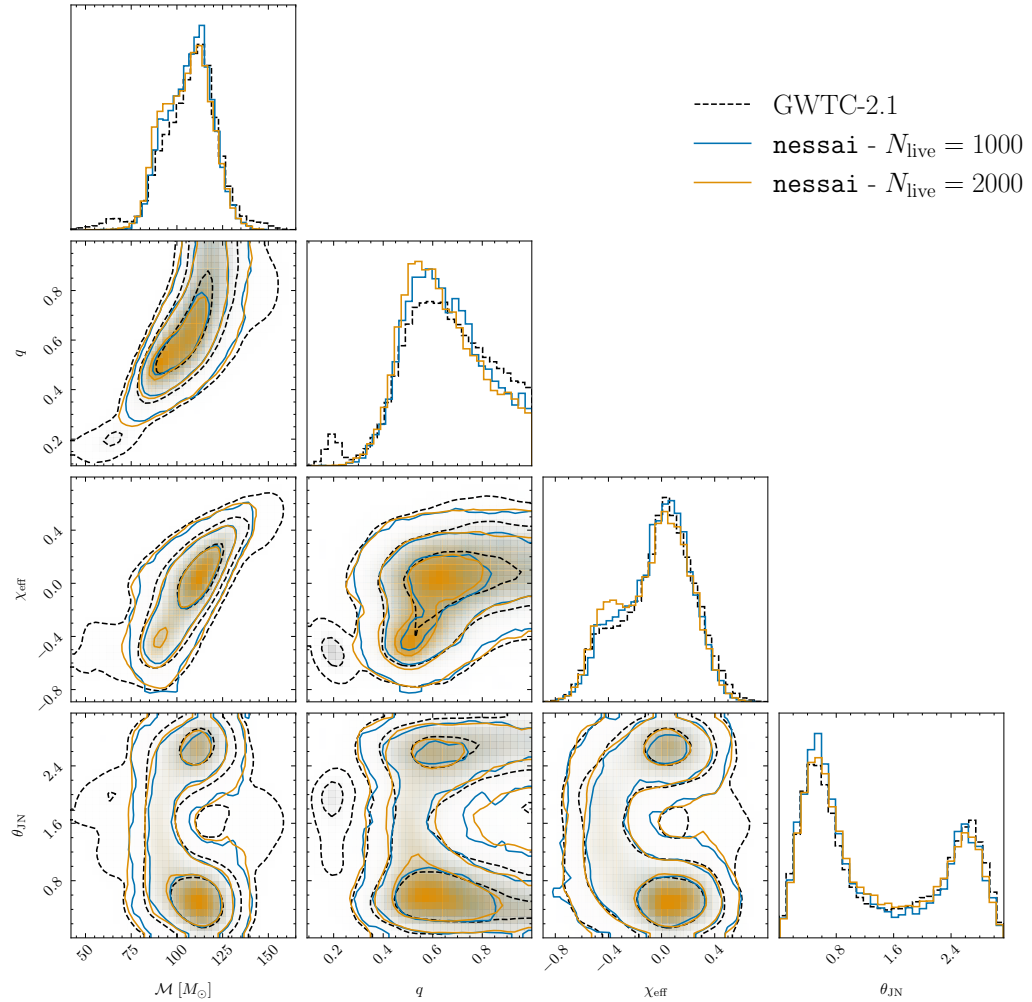 GWTC-2.1
nessai - N_live = 1000
nessai - N_live = 2000
0.8
0.6
0.4
0.2
q
0.4
0.0
−0.4
−0.8
χ_eff
2.4
1.6
0.8
θ_JN
50 75 100 125 150
0.2 0.4 0.6 0.8
−0.8 −0.4 0.0 0.4
0.8 1.6 2.4
ℳ [M_⊙]
q
χ_eff
θ_JN